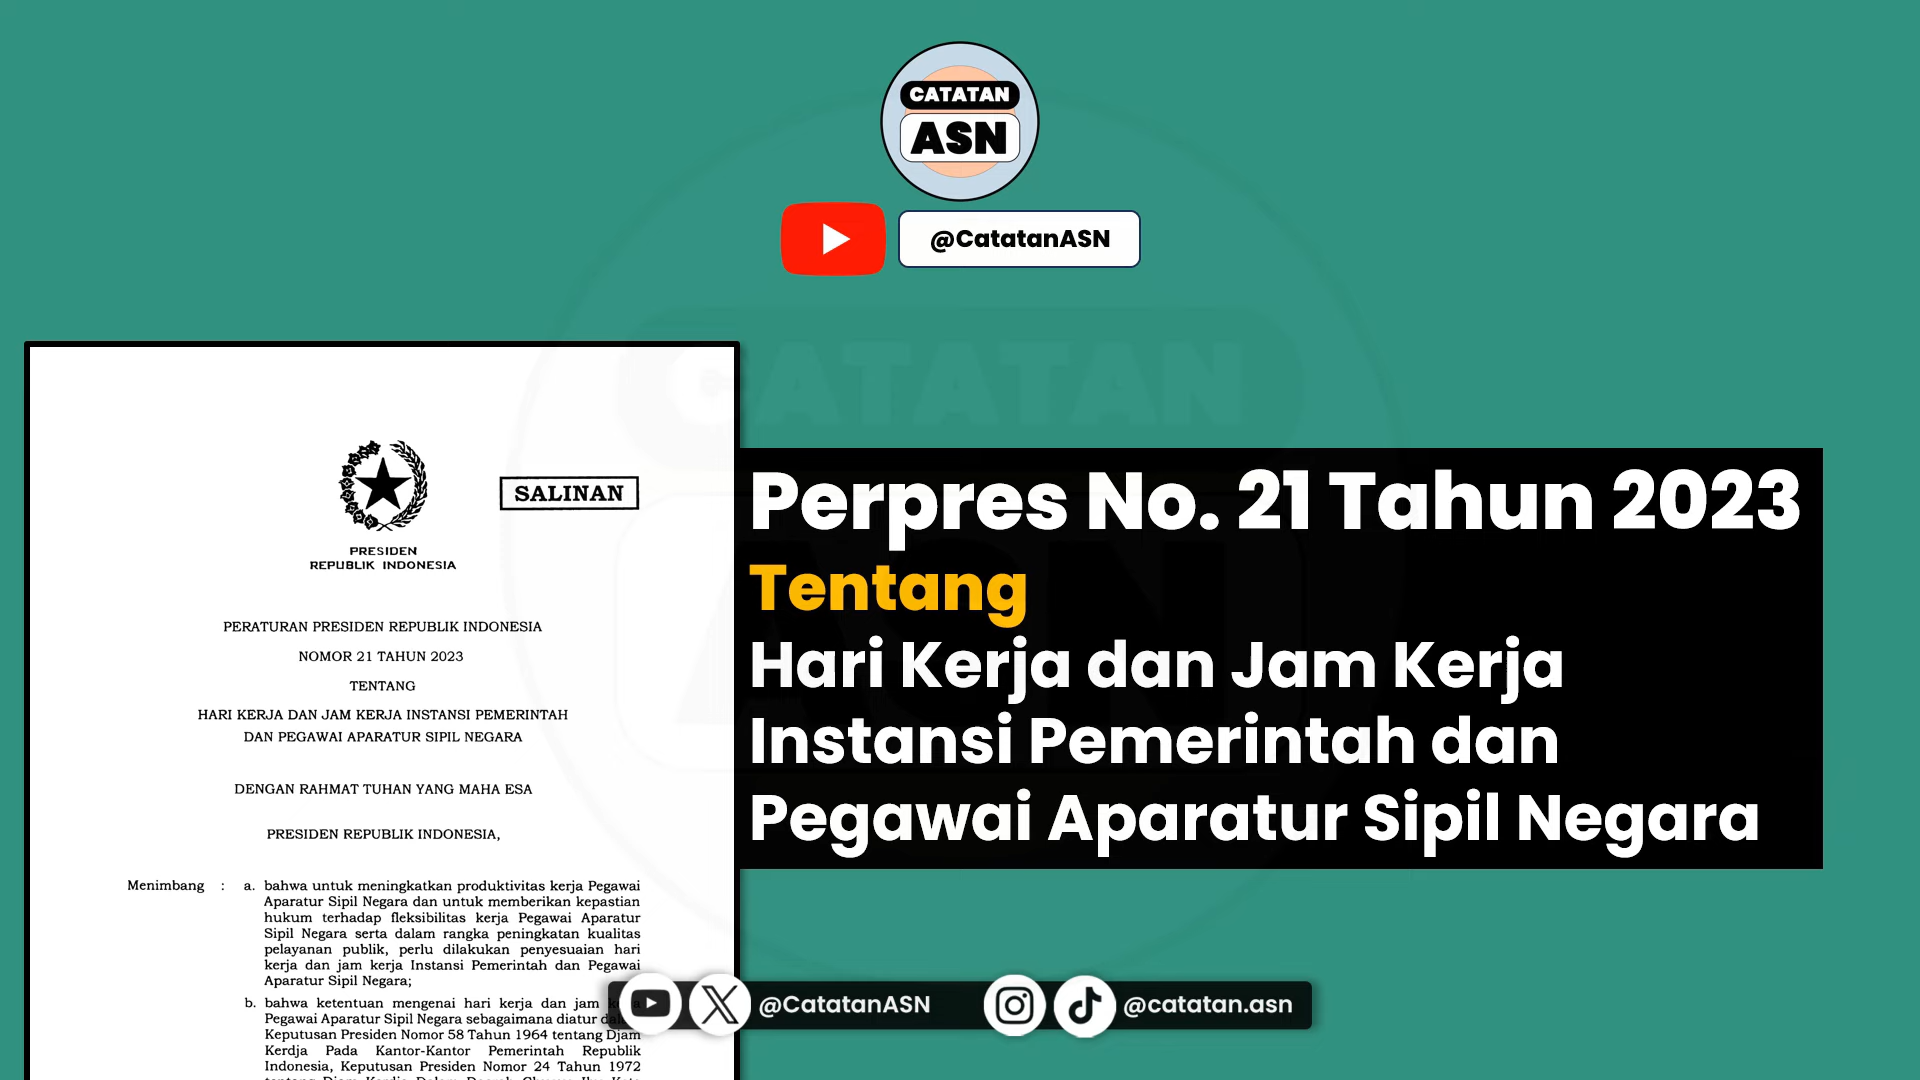 CATATAN
ASN
@CatatanASN
SALINAN
PRESIDEN
REPUBLIK INDONESIA
PERATURAN PRESIDEN REPUBLIK INDONESIA
NOMOR 21 TAHUN 2023
TENTANG
HARI KERJA DAN JAM KERJA INSTANSI PEMERINTAH
DAN PEGAWAI APARATUR SIPIL NEGARA
DENGAN RAHMAT TUHAN YANG MAHA ESA
PRESIDEN REPUBLIK INDONESIA,
Menimbang : a. bahwa untuk meningkatkan produktivitas kerja Pegawai
Aparatur Sipil Negara dan untuk memberikan kepastian
hukum terhadap fleksibilitas kerja Pegawai Aparatur
Sipil Negara serta dalam rangka peningkatan kualitas
pelayanan publik, perlu dilakukan penyesuaian hari
kerja dan jam kerja Instansi Pemerintah dan Pegawai
Aparatur Sipil Negara;
b. bahwa ketentuan mengenai hari kerja dan jam
Pegawai Aparatur Sipil Negara sebagaimana diatur
Keputusan Presiden Nomor 58 Tahun 1964 tentang Djam
Kerdja Pada Kantor-Kantor Pemerintah Republik
Indonesia, Keputusan Presiden Nomor 24 Tahun 1972
Perpres No. 21 Tahun 2023
Tentang
Hari Kerja dan Jam Kerja
Instansi Pemerintah dan
Pegawai Aparatur Sipil Negara
CATATAN
ASN
@CatatanASN
@catatan.asn